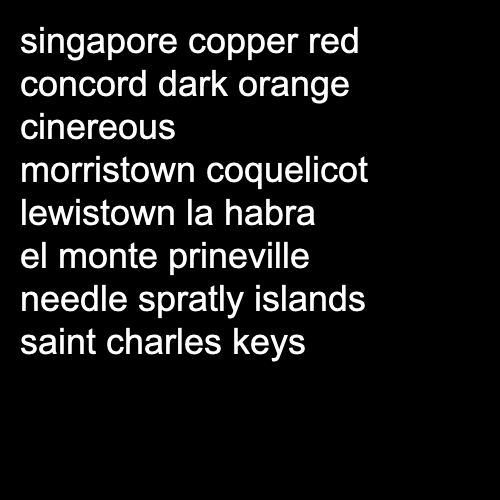 singapore copper red
concord dark orange
cinereous
morristown coquelicot
lewistown la habra
el monte prineville
needle spratly islands
saint charles keys